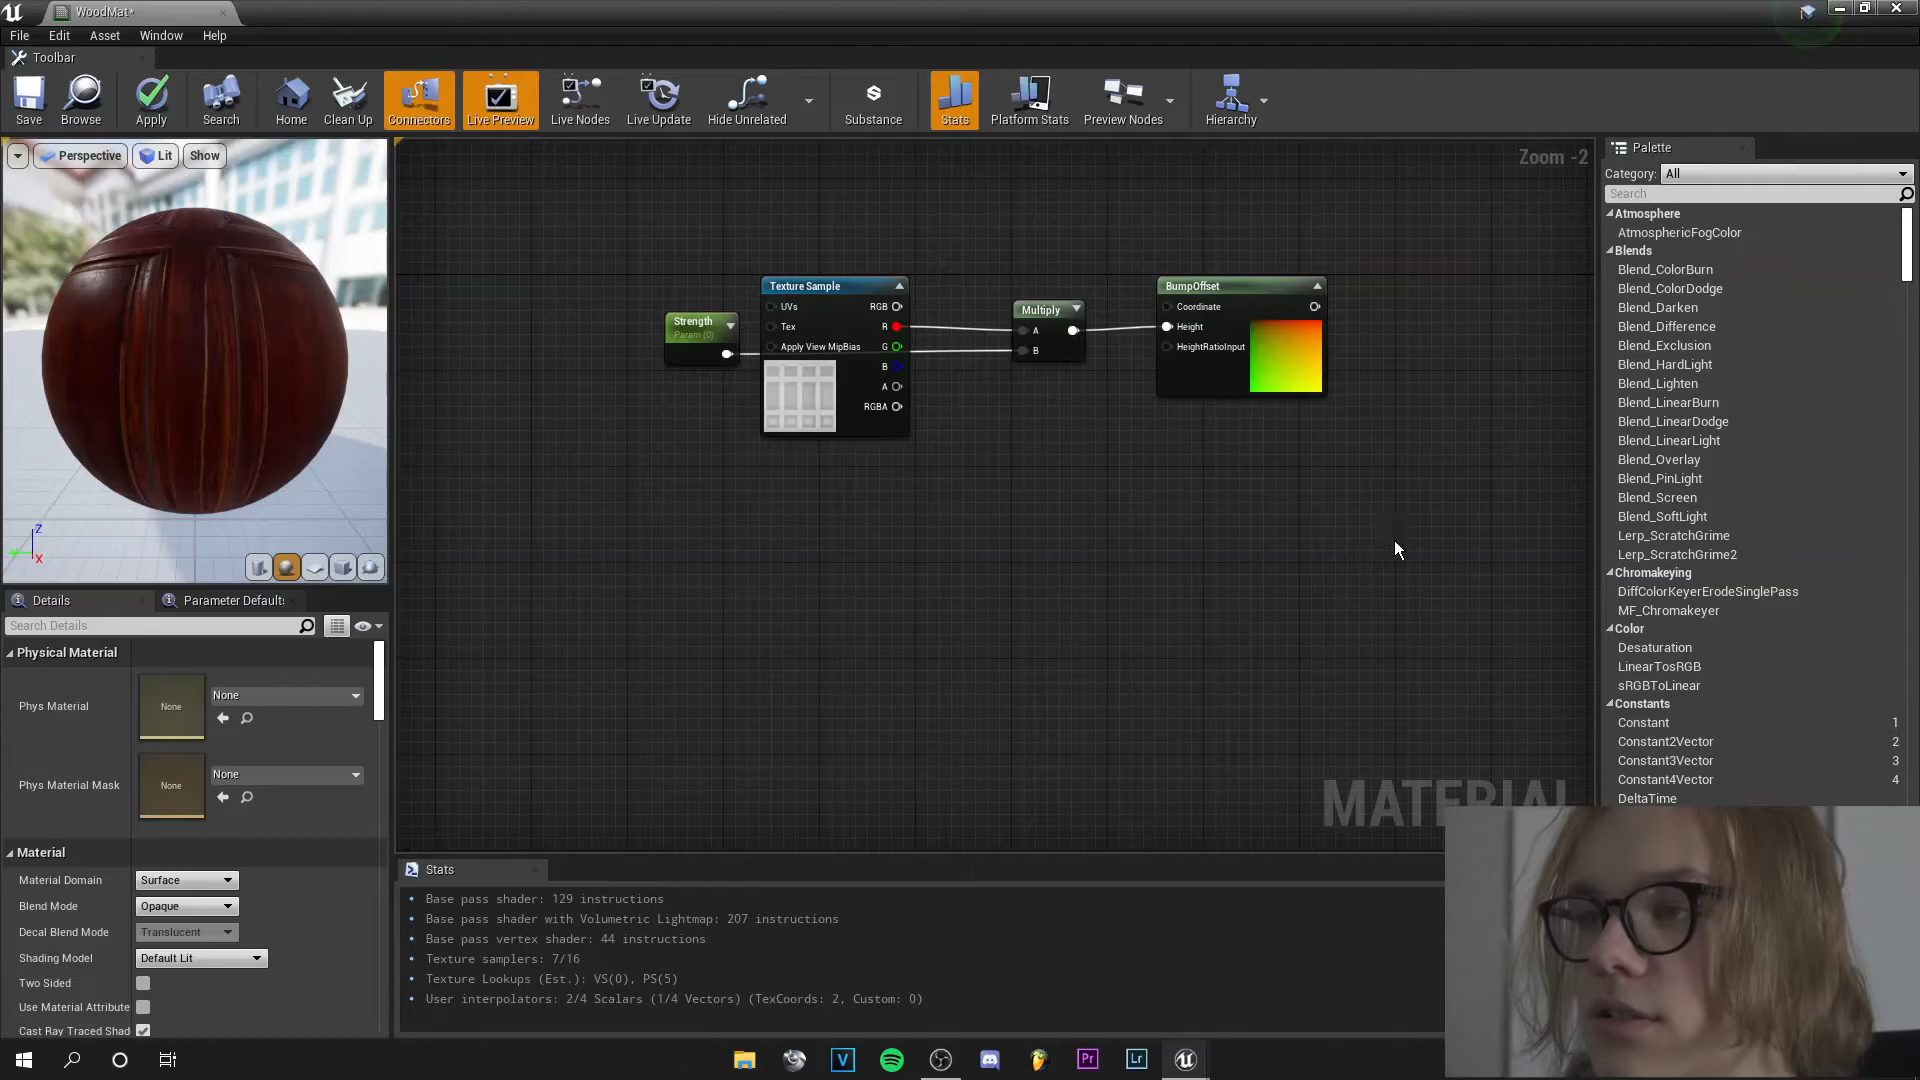 WoodMat*
File Edit Asset Window Help
Toolbar
Save Browse Apply Search Home Clean Up Connectors Live Preview Live Nodes Live Update Hide Unrelated Substance Stats Platform Stats Preview Nodes Hierarchy
Perspective Lit Show
Zoom -2
Palette
Category: All
Search
Atmosphere
AtmosphericFogColor
Blends
Blend_ColorBurn
Blend_ColorDodge
Blend_Darken
Blend_Difference
Blend_Exclusion
Blend_HardLight
Blend_Lighten
Blend_LinearBurn
Blend_LinearDodge
Blend_LinearLight
Blend_Overlay
Blend_PinLight
Blend_Screen
Blend_SoftLight
Lerp_ScratchGrime
Lerp_ScratchGrime2
Chromakeying
DiffColorKeyerErodeSinglePass
MF_Chromakeyer
Color
Desaturation
LinearTosRGB
sRGBToLinear
Constants
Constant 1
Constant2Vector 2
Constant3Vector 3
Constant4Vector 4
DeltaTime
Strength
Param (0)
Texture Sample
UVs RGB
Tex R
Apply View MipBias G
B
A
RGBA
Multiply
A
B
BumpOffset
Coordinate
Height
HeightRatioInput
MATERIAL
Z
X
Details Parameter Defaults
Search Details
Physical Material
Phys Material None None
Phys Material Mask None None
Material
Material Domain Surface
Blend Mode Opaque
Decal Blend Mode Translucent
Shading Model Default Lit
Two Sided
Use Material Attribute
Cast Ray Traced Shad
Stats
• Base pass shader: 129 instructions
• Base pass shader with Volumetric Lightmap: 207 instructions
• Base pass vertex shader: 44 instructions
• Texture samplers: 7/16
• Texture Lookups (Est.): VS(0), PS(5)
• User interpolators: 2/4 Scalars (1/4 Vectors) (TexCoords: 2, Custom: 0)
V Pr Lr